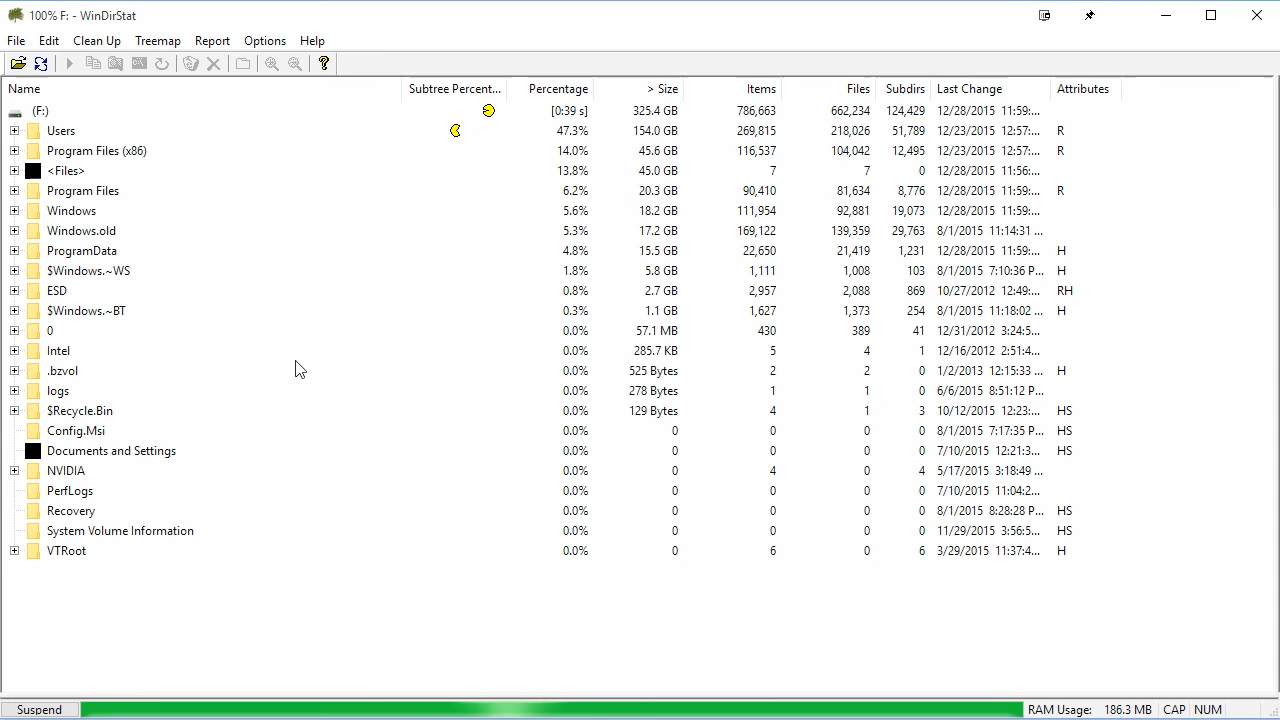 100% F: - WinDirStat
File Edit Clean Up Treemap Report Options Help
Name Subtree Percent... Percentage > Size Items Files Subdirs Last Change Attributes
(F:) [0:39 s] 325.4 GB 786,663 662,234 124,429 12/28/2015 11:59:...
Users 47.3% 154.0 GB 269,815 218,026 51,789 12/23/2015 12:57:... R
Program Files (x86) 14.0% 45.6 GB 116,537 104,042 12,495 12/23/2015 12:57:... R
<Files> 13.8% 45.0 GB 7 7 0 12/28/2015 11:56:...
Program Files 6.2% 20.3 GB 90,410 81,634 8,776 12/28/2015 11:59:... R
Windows 5.6% 18.2 GB 111,954 92,881 19,073 12/28/2015 11:59:...
Windows.old 5.3% 17.2 GB 169,122 139,359 29,763 8/1/2015 11:14:31 ...
ProgramData 4.8% 15.5 GB 22,650 21,419 1,231 12/28/2015 11:59:... H
$Windows.~WS 1.8% 5.8 GB 1,111 1,008 103 8/1/2015 7:10:36 P... H
ESD 0.8% 2.7 GB 2,957 2,088 869 10/27/2012 12:49:... RH
$Windows.~BT 0.3% 1.1 GB 1,627 1,373 254 8/1/2015 11:18:02 ... H
0 0.0% 57.1 MB 430 389 41 12/31/2012 3:24:5...
Intel 0.0% 285.7 KB 5 4 1 12/16/2012 2:51:4...
.bzvol 0.0% 525 Bytes 2 2 0 1/2/2013 12:15:33 ... H
logs 0.0% 278 Bytes 1 1 0 6/6/2015 8:51:12 P...
$Recycle.Bin 0.0% 129 Bytes 4 1 3 10/12/2015 12:23:... HS
Config.Msi 0.0% 0 0 0 0 8/1/2015 7:17:35 P... HS
Documents and Settings 0.0% 0 0 0 0 7/10/2015 12:21:3... HS
NVIDIA 0.0% 0 4 0 4 5/17/2015 3:18:49 ...
PerfLogs 0.0% 0 0 0 0 7/10/2015 11:04:2...
Recovery 0.0% 0 0 0 0 8/1/2015 8:28:28 P... HS
System Volume Information 0.0% 0 0 0 0 11/29/2015 3:56:5... HS
VTRoot 0.0% 0 6 0 6 3/29/2015 11:37:4... H
Suspend RAM Usage: 186.3 MB CAP NUM